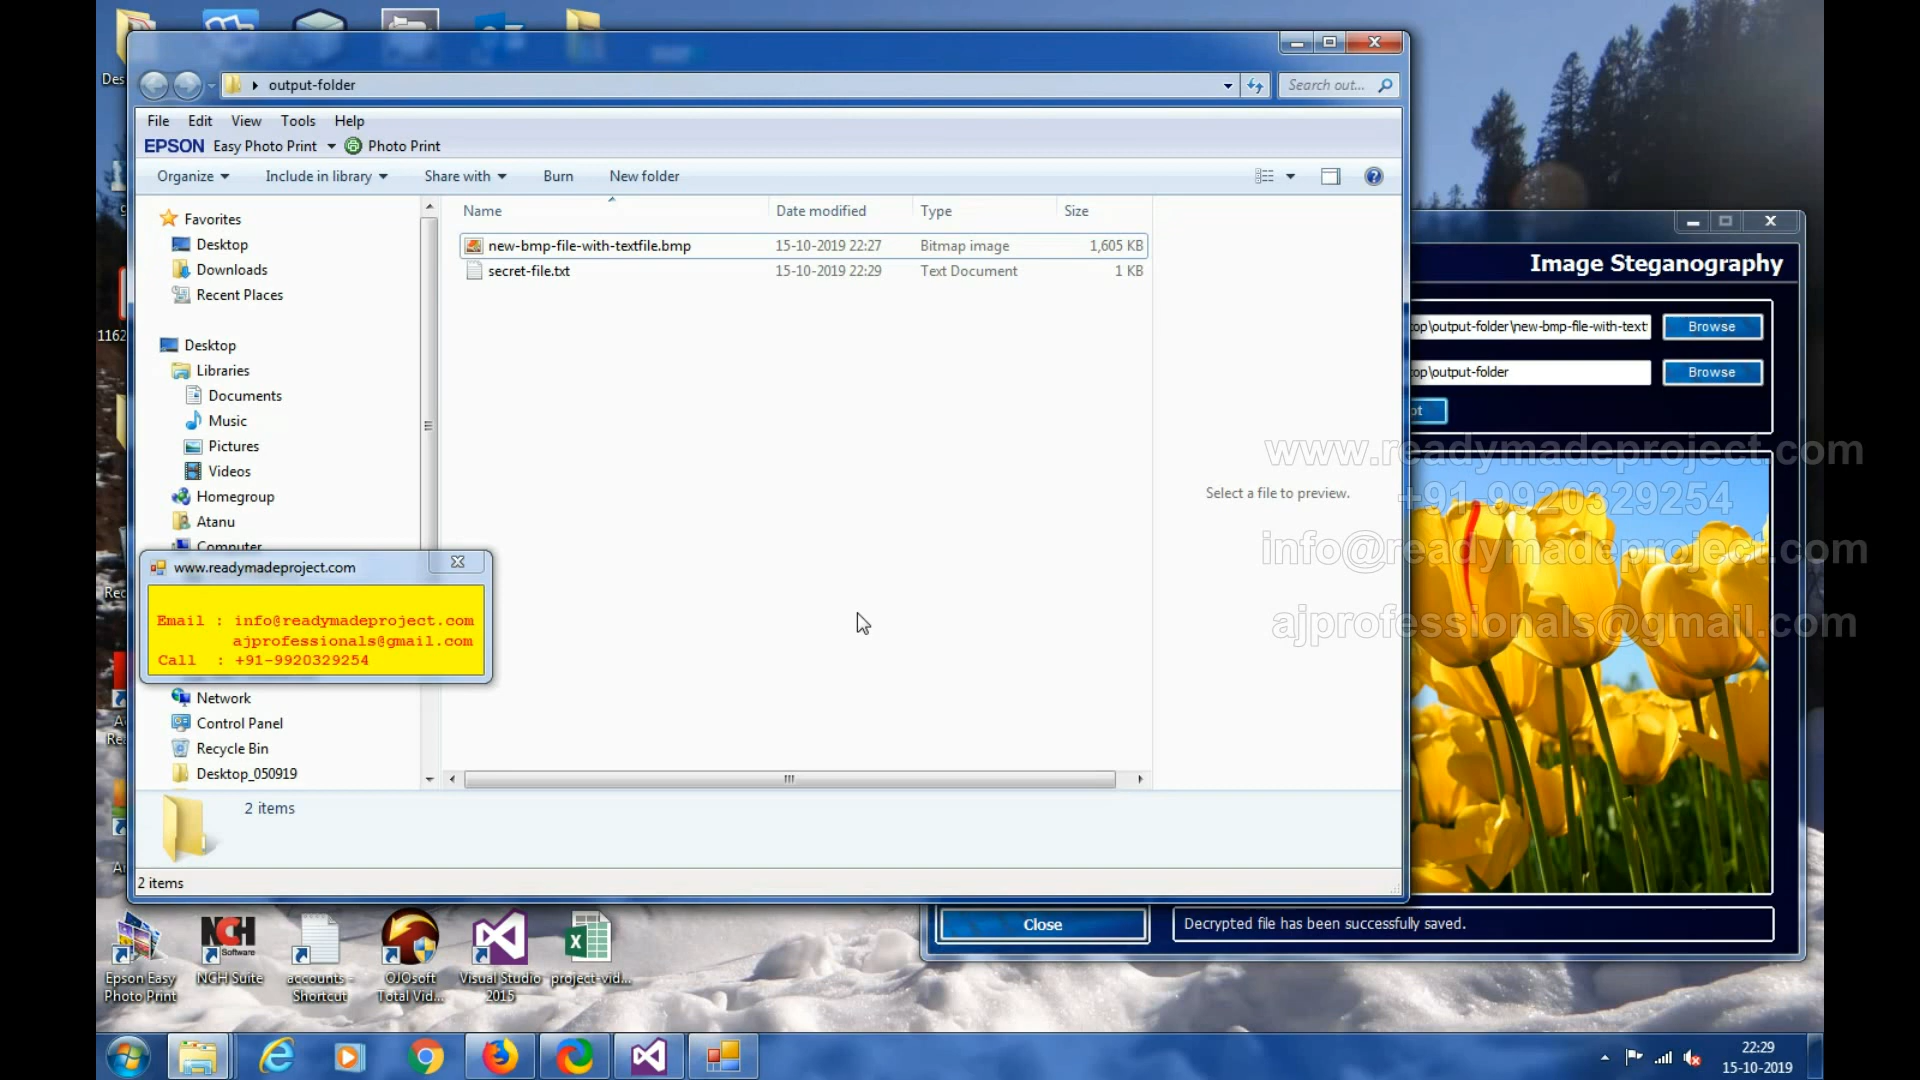 output-folder
Search out...
File Edit View Tools Help
EPSON Easy Photo Print Photo Print
Organize Include in library Share with Burn New folder
Favorites
Desktop
Downloads
Recent Places
Desktop
Libraries
Documents
Music
Pictures
Videos
Homegroup
Atanu
Computer
Network
Control Panel
Recycle Bin
Desktop_050919
Name Date modified Type Size
new-bmp-file-with-textfile.bmp 15-10-2019 22:27 Bitmap image 1,605 KB
secret-file.txt 15-10-2019 22:29 Text Document 1 KB
Select a file to preview.
2 items
2 items
www.readymadeproject.com
Email : info@readymadeproject.com
ajprofessionals@gmail.com
Call : +91-9920329254
Image Steganography
op\output-folder\new-bmp-file-with-text
Browse
op\output-folder
Browse
www.readymadeproject.com
+91-9920329254
info@readymadeproject.com
ajprofessionals@gmail.com
Close
Decrypted file has been successfully saved.
Des
1162
Epson Easy
Photo Print
NCH Suite
accounts -
Shortcut
OJOsoft
Total Vid...
Visual Studio
2015
project-vid...
NCH
Software
22:29
15-10-2019